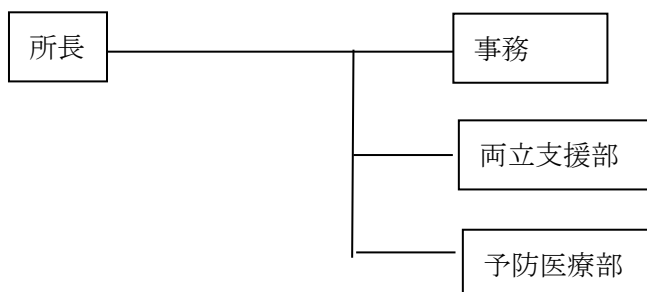 所長
事務
両立支援部
予防医療部